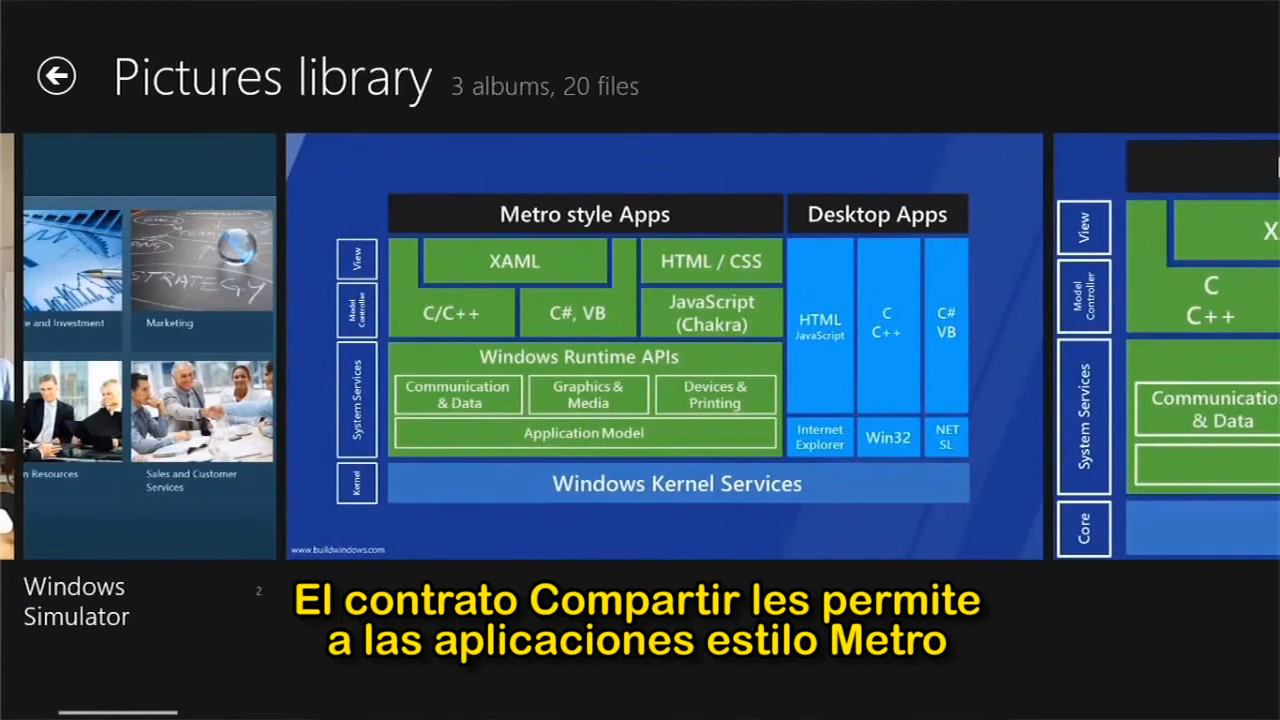 Pictures library 3 albums, 20 files
e and Investment
Marketing
STRATEGY
n Resources
Sales and Customer
Services
Windows
Simulator
2
Metro style Apps
Desktop Apps
View
XAML
HTML / CSS
Model
Controller
C/C++
C#, VB
JavaScript
(Chakra)
HTML
JavaScript
C
C++
C#
VB
System Services
Windows Runtime APIs
Communication
& Data
Graphics &
Media
Devices &
Printing
Application Model
Internet
Explorer
Win32
.NET
SL
Kernel
Windows Kernel Services
www.buildwindows.com
View
X
Model
Controller
C
C++
System Services
Communicatio
& Data
Core
El contrato Compartir les permite
a las aplicaciones estilo Metro